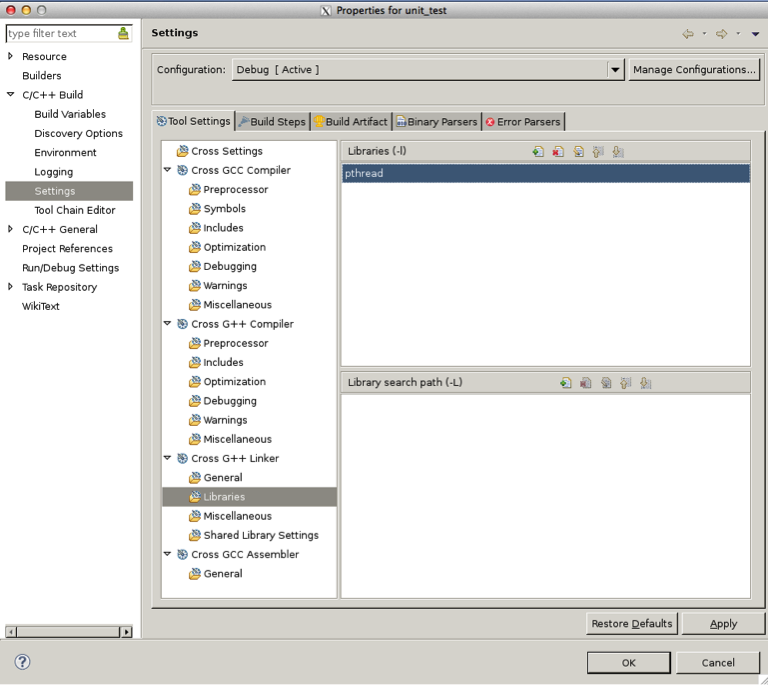 Properties for unit_test
type filter text
Resource
Builders
C/C++ Build
Build Variables
Discovery Options
Environment
Logging
Settings
Tool Chain Editor
C/C++ General
Project References
Run/Debug Settings
Task Repository
WikiText
Settings
Configuration: Debug [ Active ] Manage Configurations...
Tool Settings Build Steps Build Artifact Binary Parsers Error Parsers
Cross Settings
Cross GCC Compiler
Preprocessor
Symbols
Includes
Optimization
Debugging
Warnings
Miscellaneous
Cross G++ Compiler
Preprocessor
Includes
Optimization
Debugging
Warnings
Miscellaneous
Cross G++ Linker
General
Libraries
Miscellaneous
Shared Library Settings
Cross GCC Assembler
General
Libraries (-l)
pthread
Library search path (-L)
Restore Defaults Apply
OK Cancel